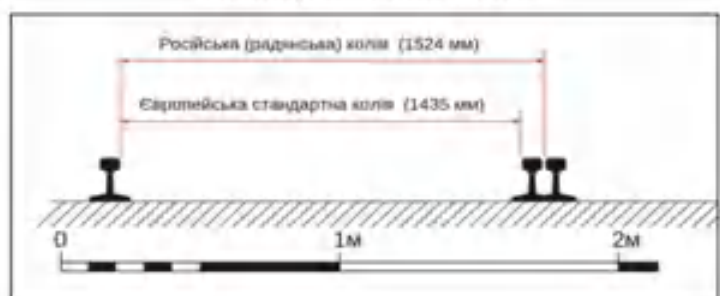 Російська (радянська) колія (1524 мм)
Європейська стандартна колія (1435 мм)
0 1м 2м